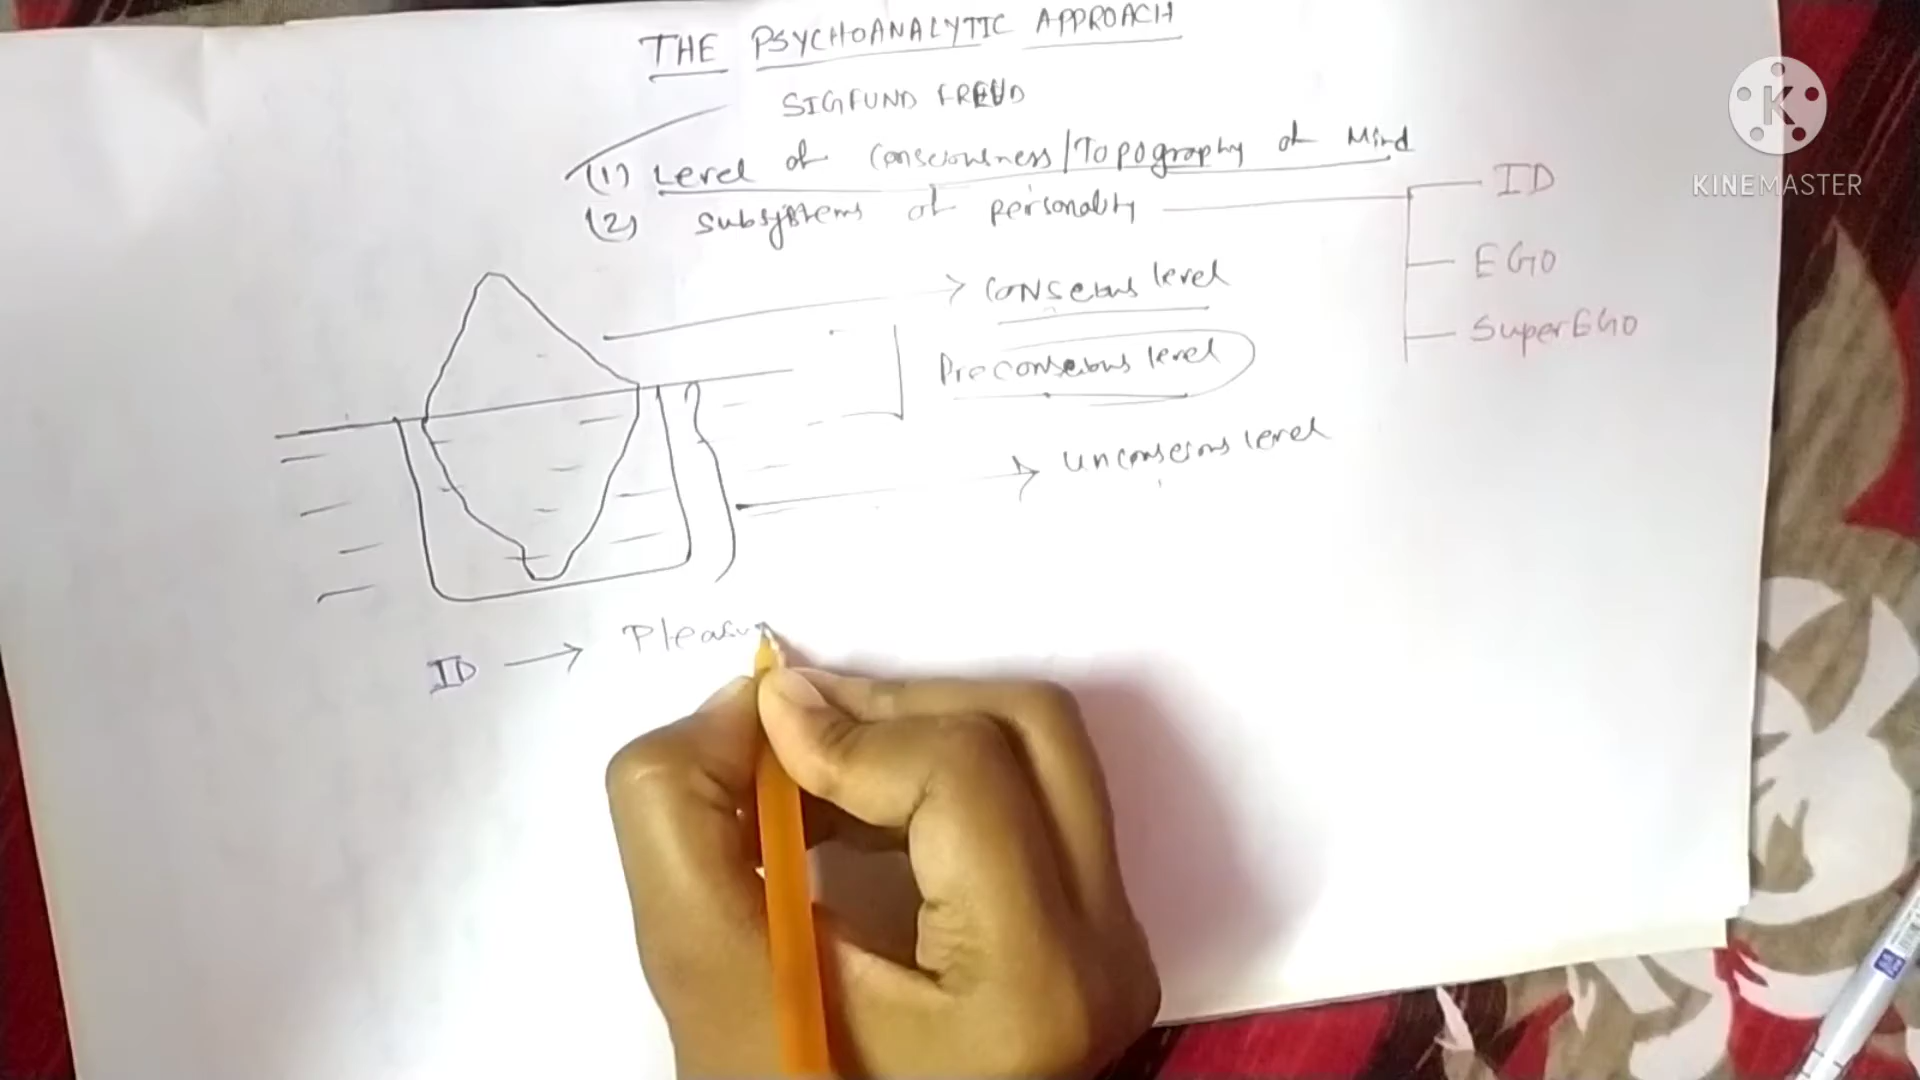 THE PSYCHOANALYTIC APPROACH
SIGFUND FREUD
(1) Level of Consciousness/Topography of Mind
(2) subsystems of personality
ID
EGO
SuperEGO
Conscious level
Preconscious level
Unconscious level
ID → Pleasur
K
KINEMASTER